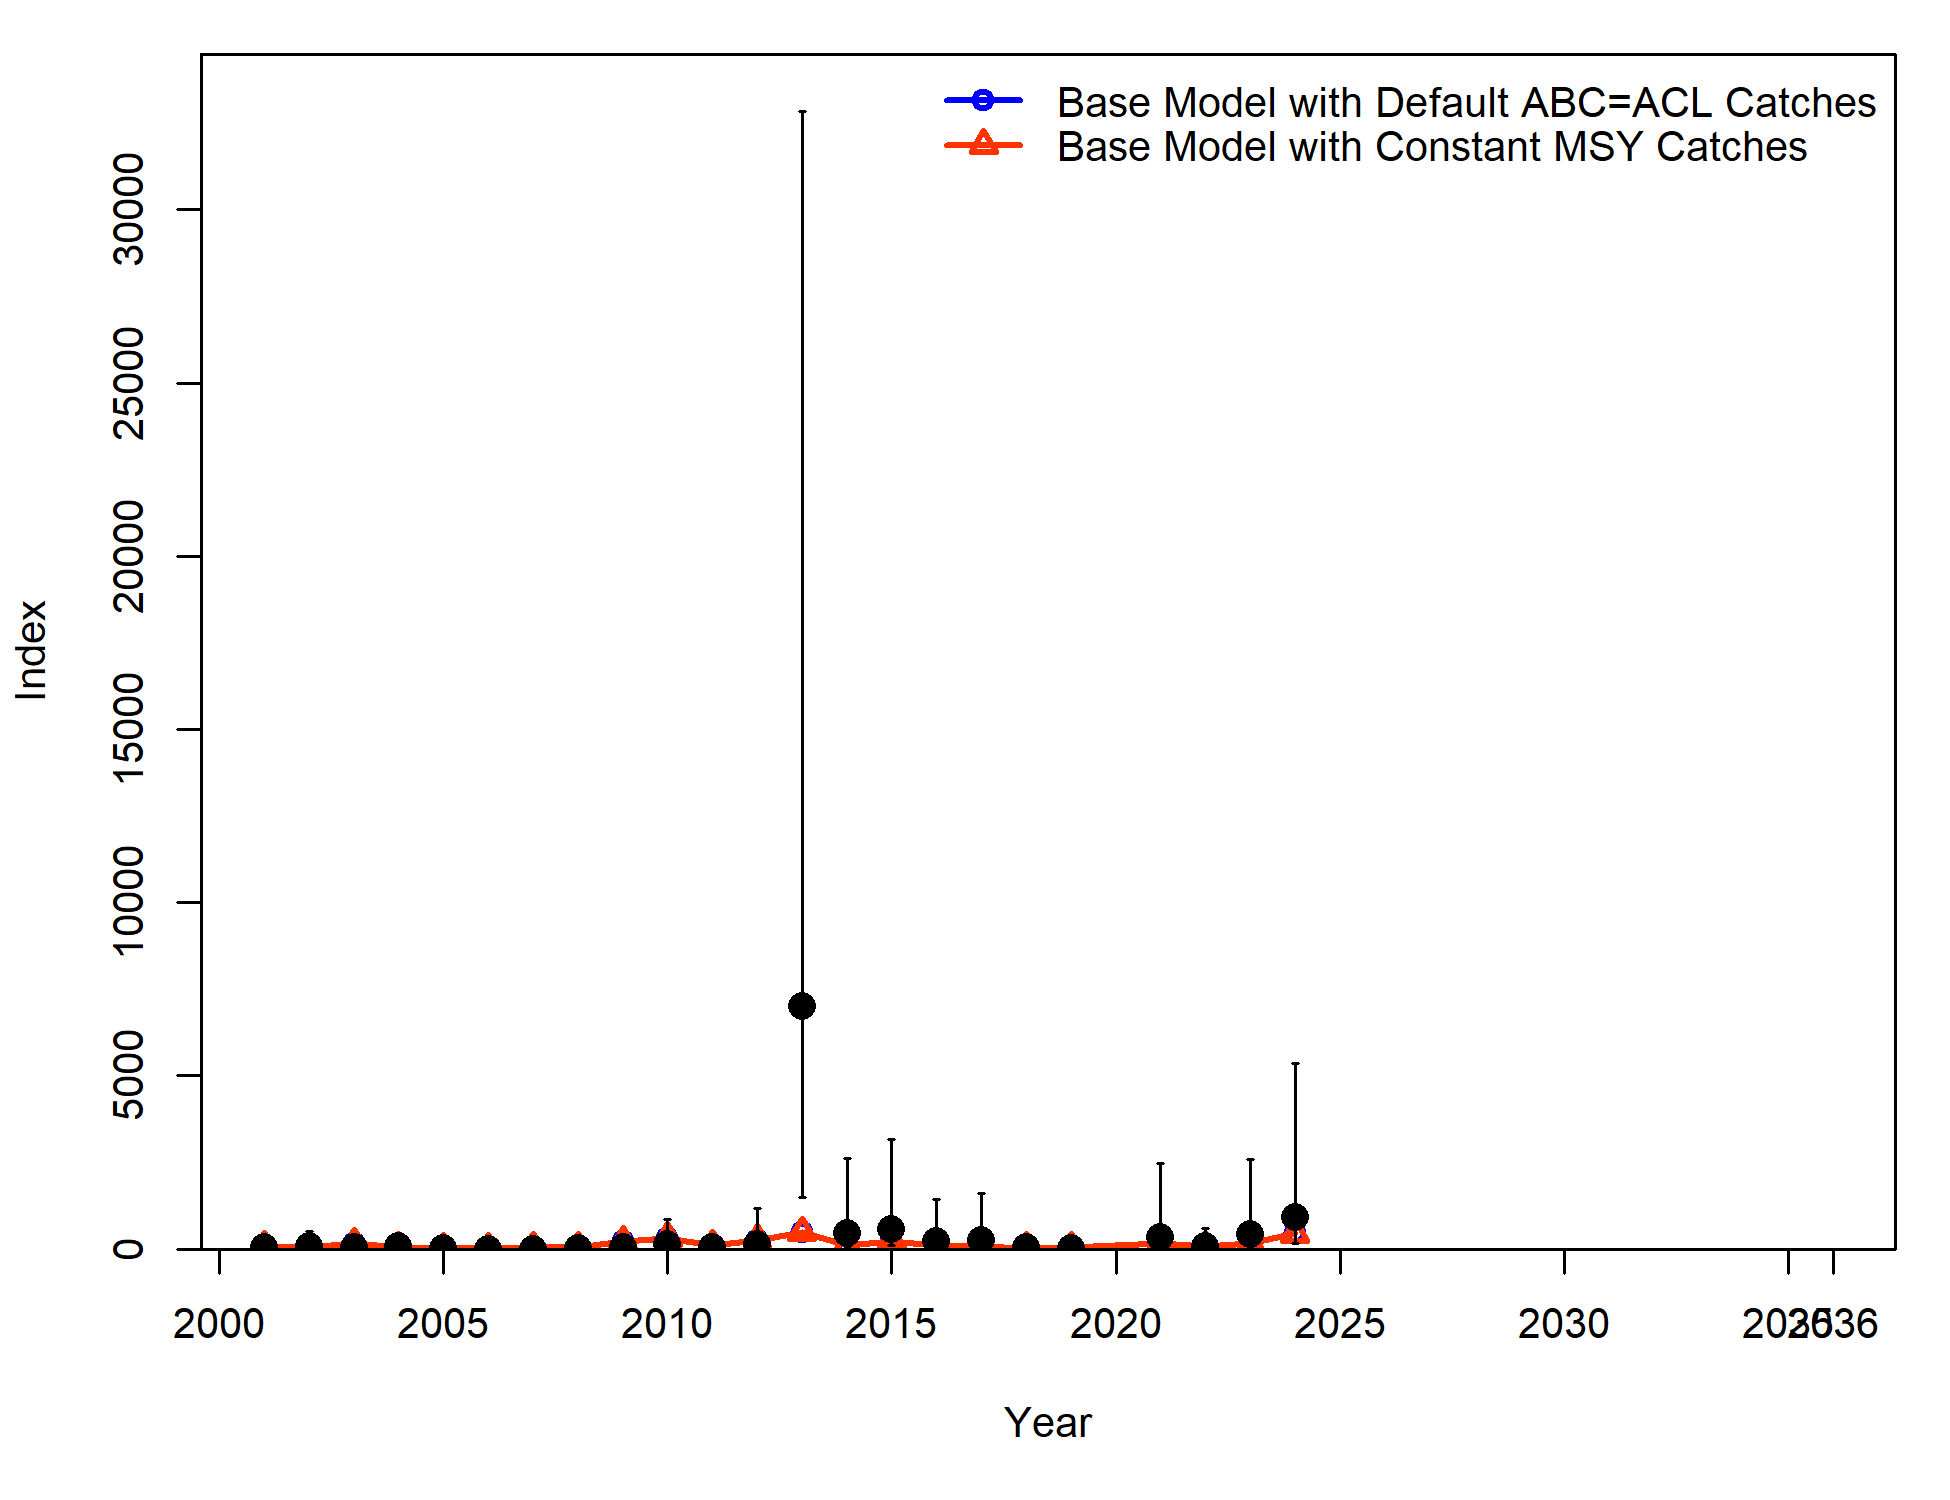 Base Model with Default ABC=ACL Catches
Base Model with Constant MSY Catches
Index
30000
25000
20000
15000
10000
5000
0
2000 2005 2010 2015 2020 2025 2030 2035 2036
Year